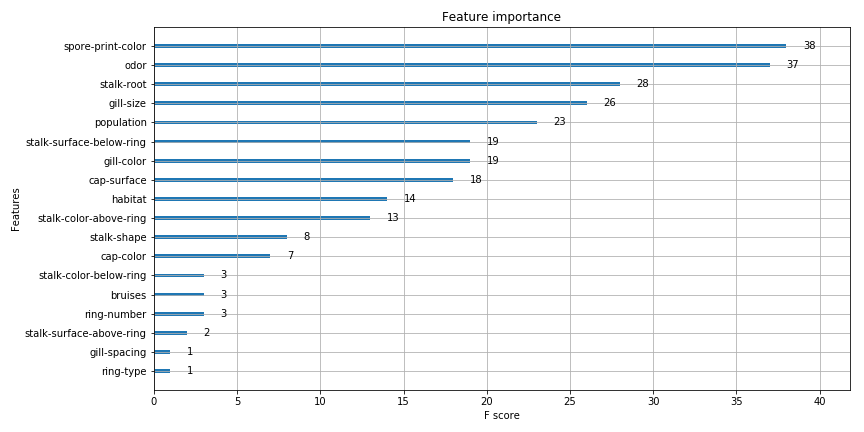 Feature importance
spore-print-color 38
odor 37
stalk-root 28
gill-size 26
population 23
stalk-surface-below-ring 19
gill-color 19
cap-surface 18
habitat 14
stalk-color-above-ring 13
stalk-shape 8
cap-color 7
stalk-color-below-ring 3
bruises 3
ring-number 3
stalk-surface-above-ring 2
gill-spacing 1
ring-type 1
Features
0 5 10 15 20 25 30 35 40
F score